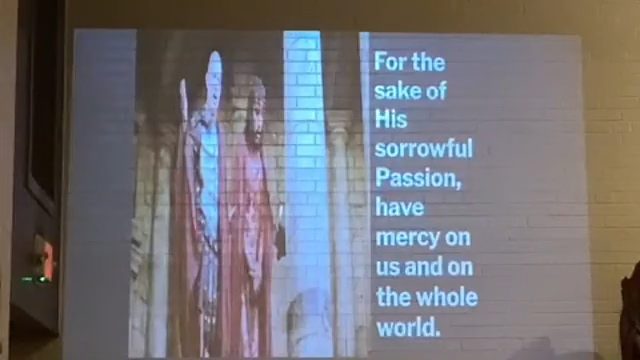 For the
sake of
His
sorrowful
Passion,
have
mercy on
us and on
the whole
world.